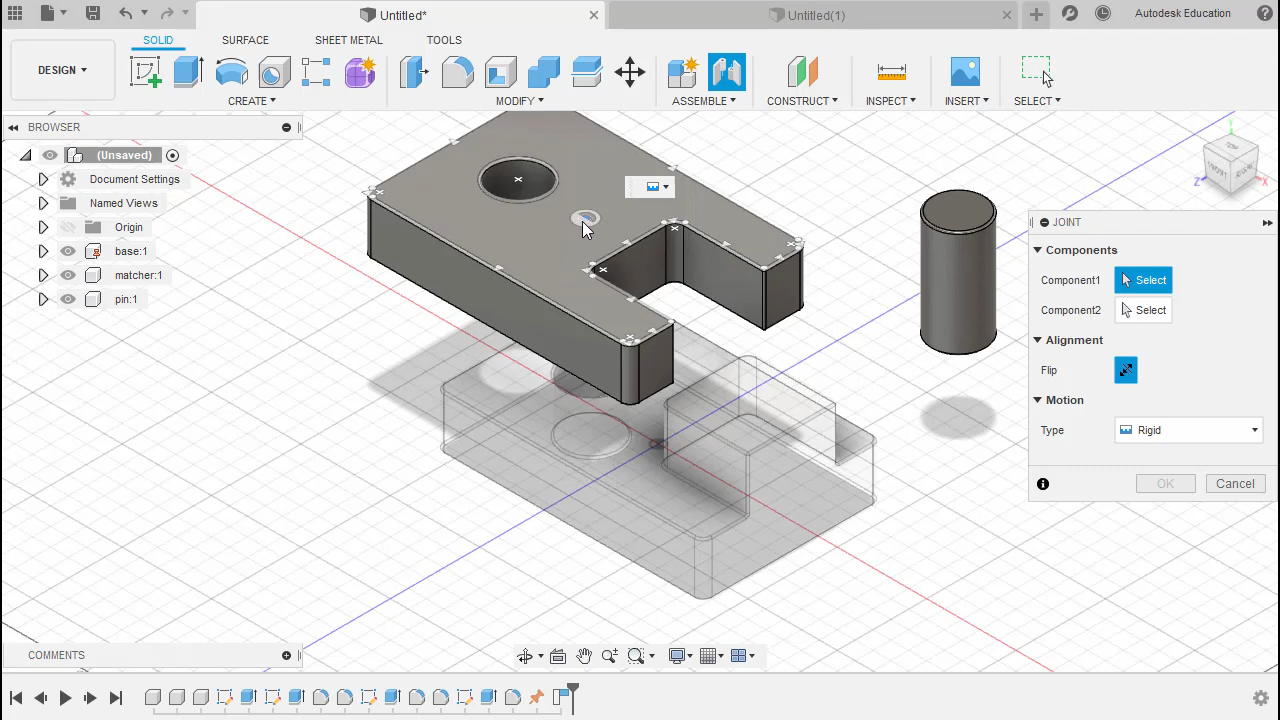 Untitled*
Untitled(1)
Autodesk Education
SOLID
SURFACE
SHEET METAL
TOOLS
DESIGN
CREATE
MODIFY
ASSEMBLE
CONSTRUCT
INSPECT
INSERT
SELECT
BROWSER
(Unsaved)
Document Settings
Named Views
Origin
base:1
matcher:1
pin:1
TOP
FRONT
JOINT
Components
Component1
Select
Component2
Select
Alignment
Flip
Motion
Type
Rigid
OK
Cancel
COMMENTS